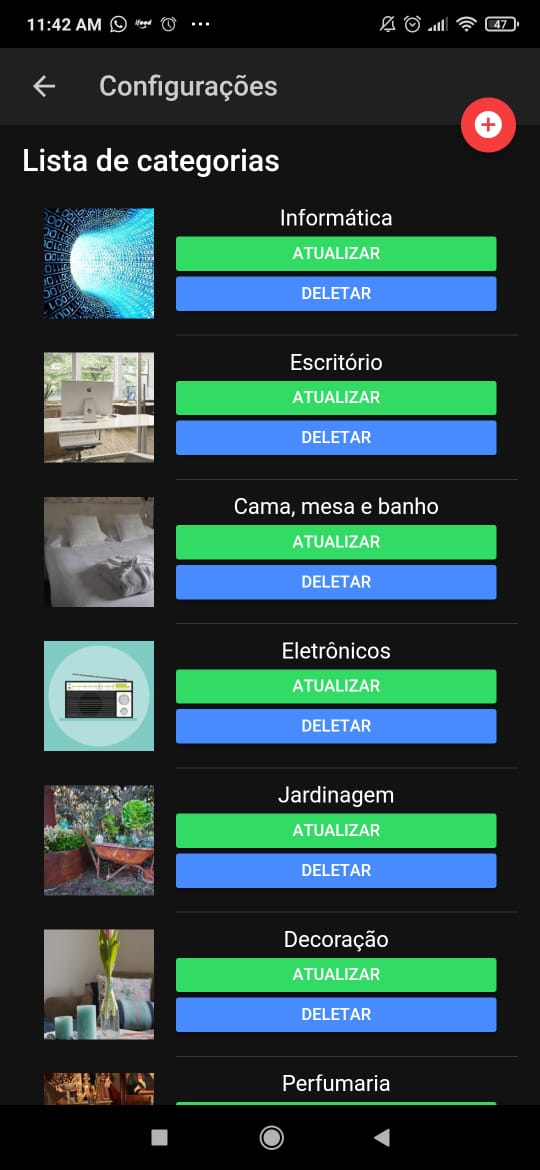 11:42 AM
47
Configurações
Lista de categorias
Informática
ATUALIZAR
DELETAR
Escritório
ATUALIZAR
DELETAR
Cama, mesa e banho
ATUALIZAR
DELETAR
Eletrônicos
ATUALIZAR
DELETAR
Jardinagem
ATUALIZAR
DELETAR
Decoração
ATUALIZAR
DELETAR
Perfumaria